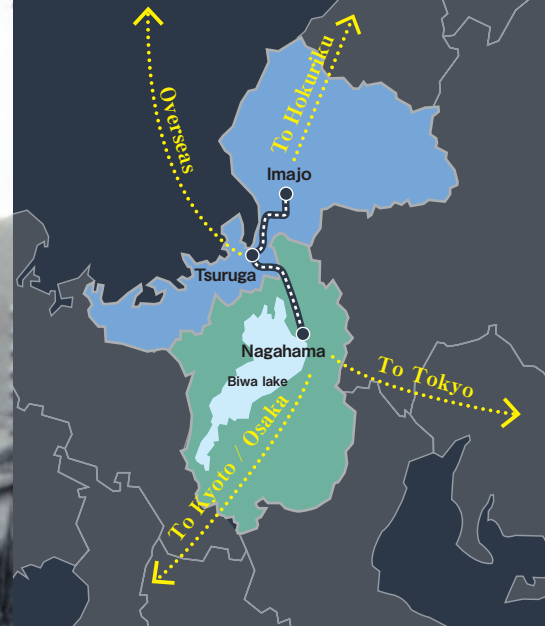 To Hokuriku
Overseas
Imajo
Tsuruga
Nagahama
To Tokyo
Biwa lake
To Kyoto / Osaka